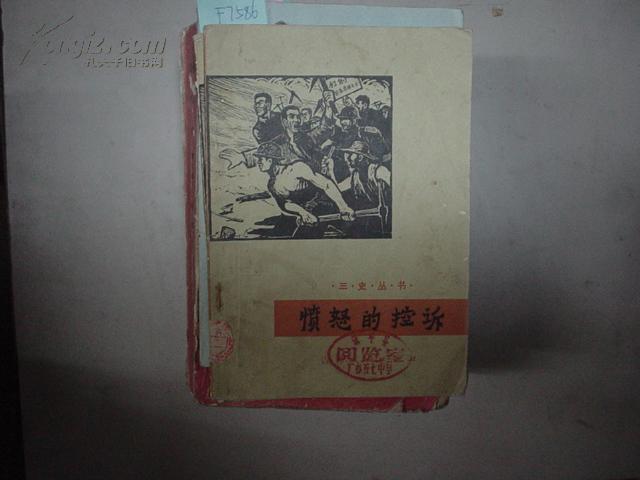 F7586
Kongfz.com
孔夫子旧书网
·三·史·丛·书·
愤怒的控诉
阅览室